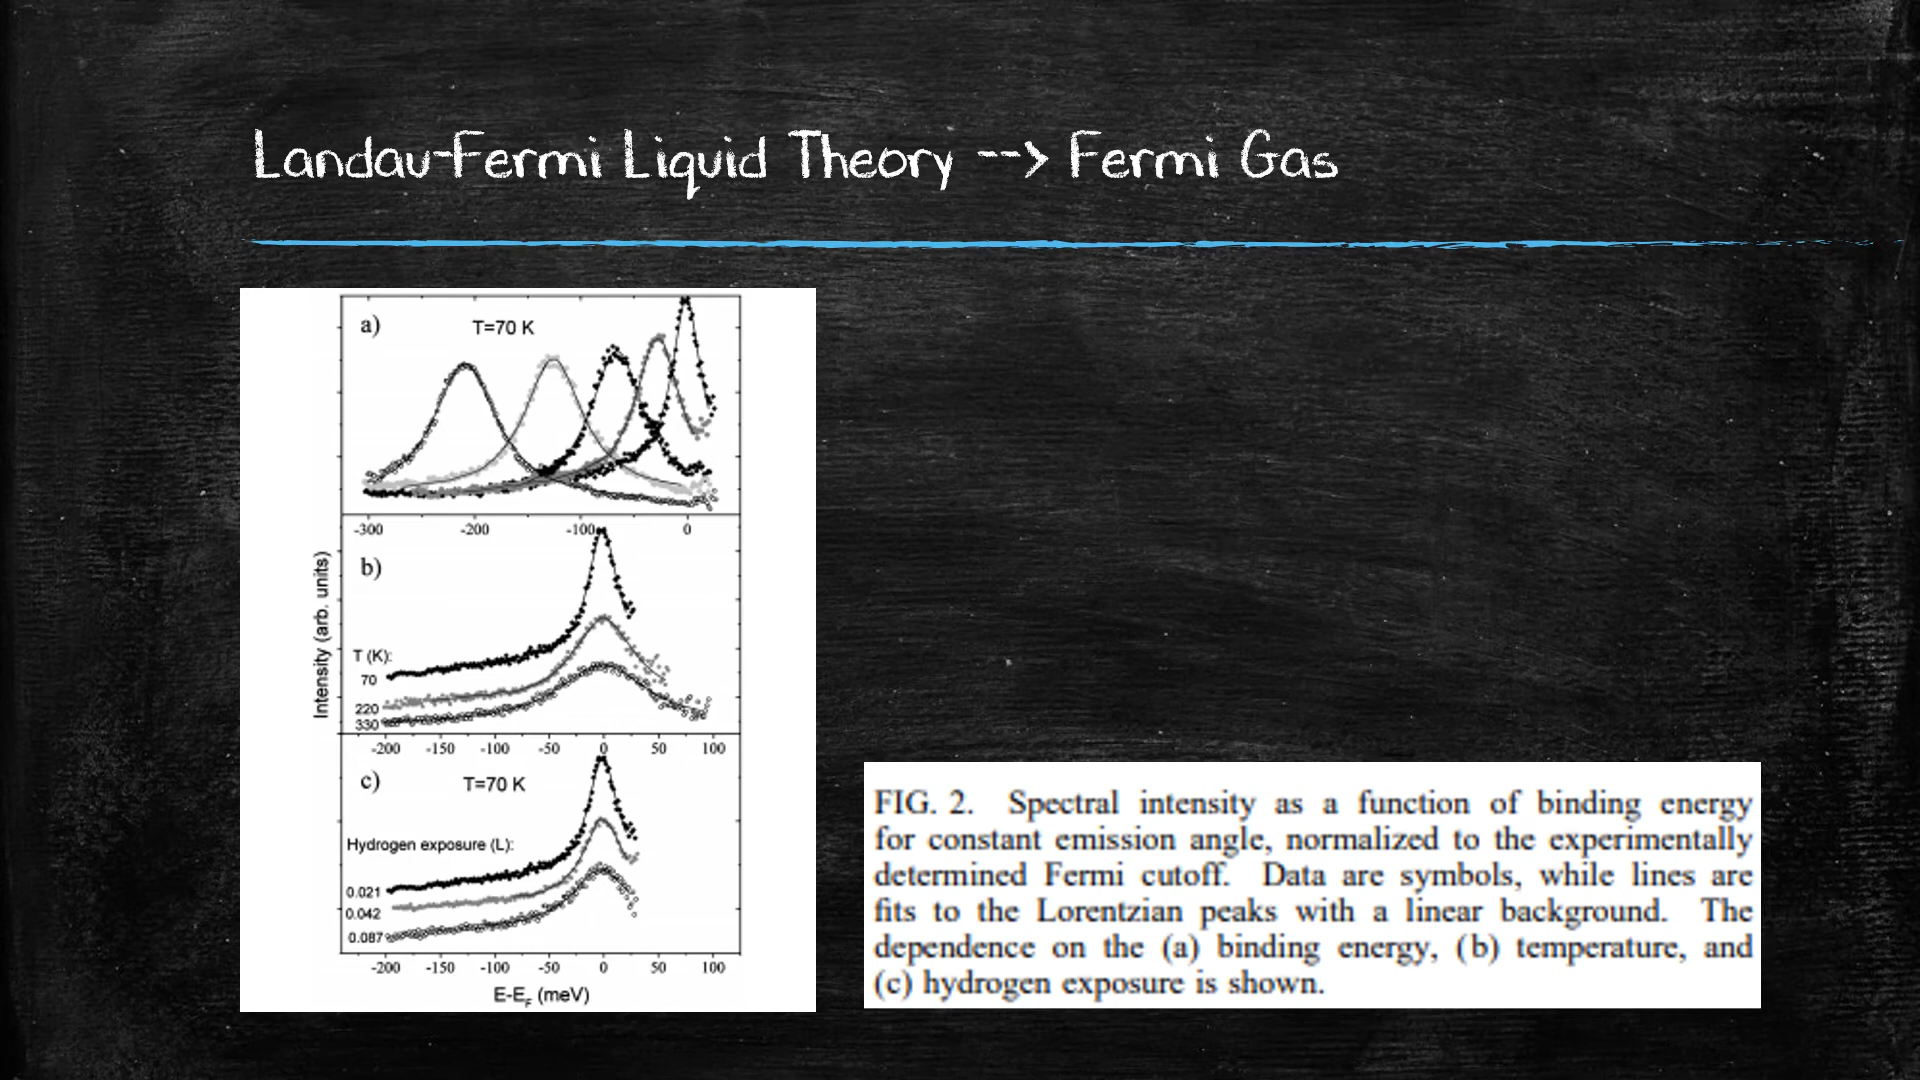 Landau-Fermi Liquid Theory --> Fermi Gas
a)
T=70 K
-300 -200 -100 0
b)
Intensity (arb. units)
T (K):
70
220
330
-200 -150 -100 -50 0 50 100
c)
T=70 K
Hydrogen exposure (L):
0.021
0.042
0.087
-200 -150 -100 -50 0 50 100
E-E_F (meV)
FIG. 2. Spectral intensity as a function of binding energy
for constant emission angle, normalized to the experimentally
determined Fermi cutoff. Data are symbols, while lines are
fits to the Lorentzian peaks with a linear background. The
dependence on the (a) binding energy, (b) temperature, and
(c) hydrogen exposure is shown.